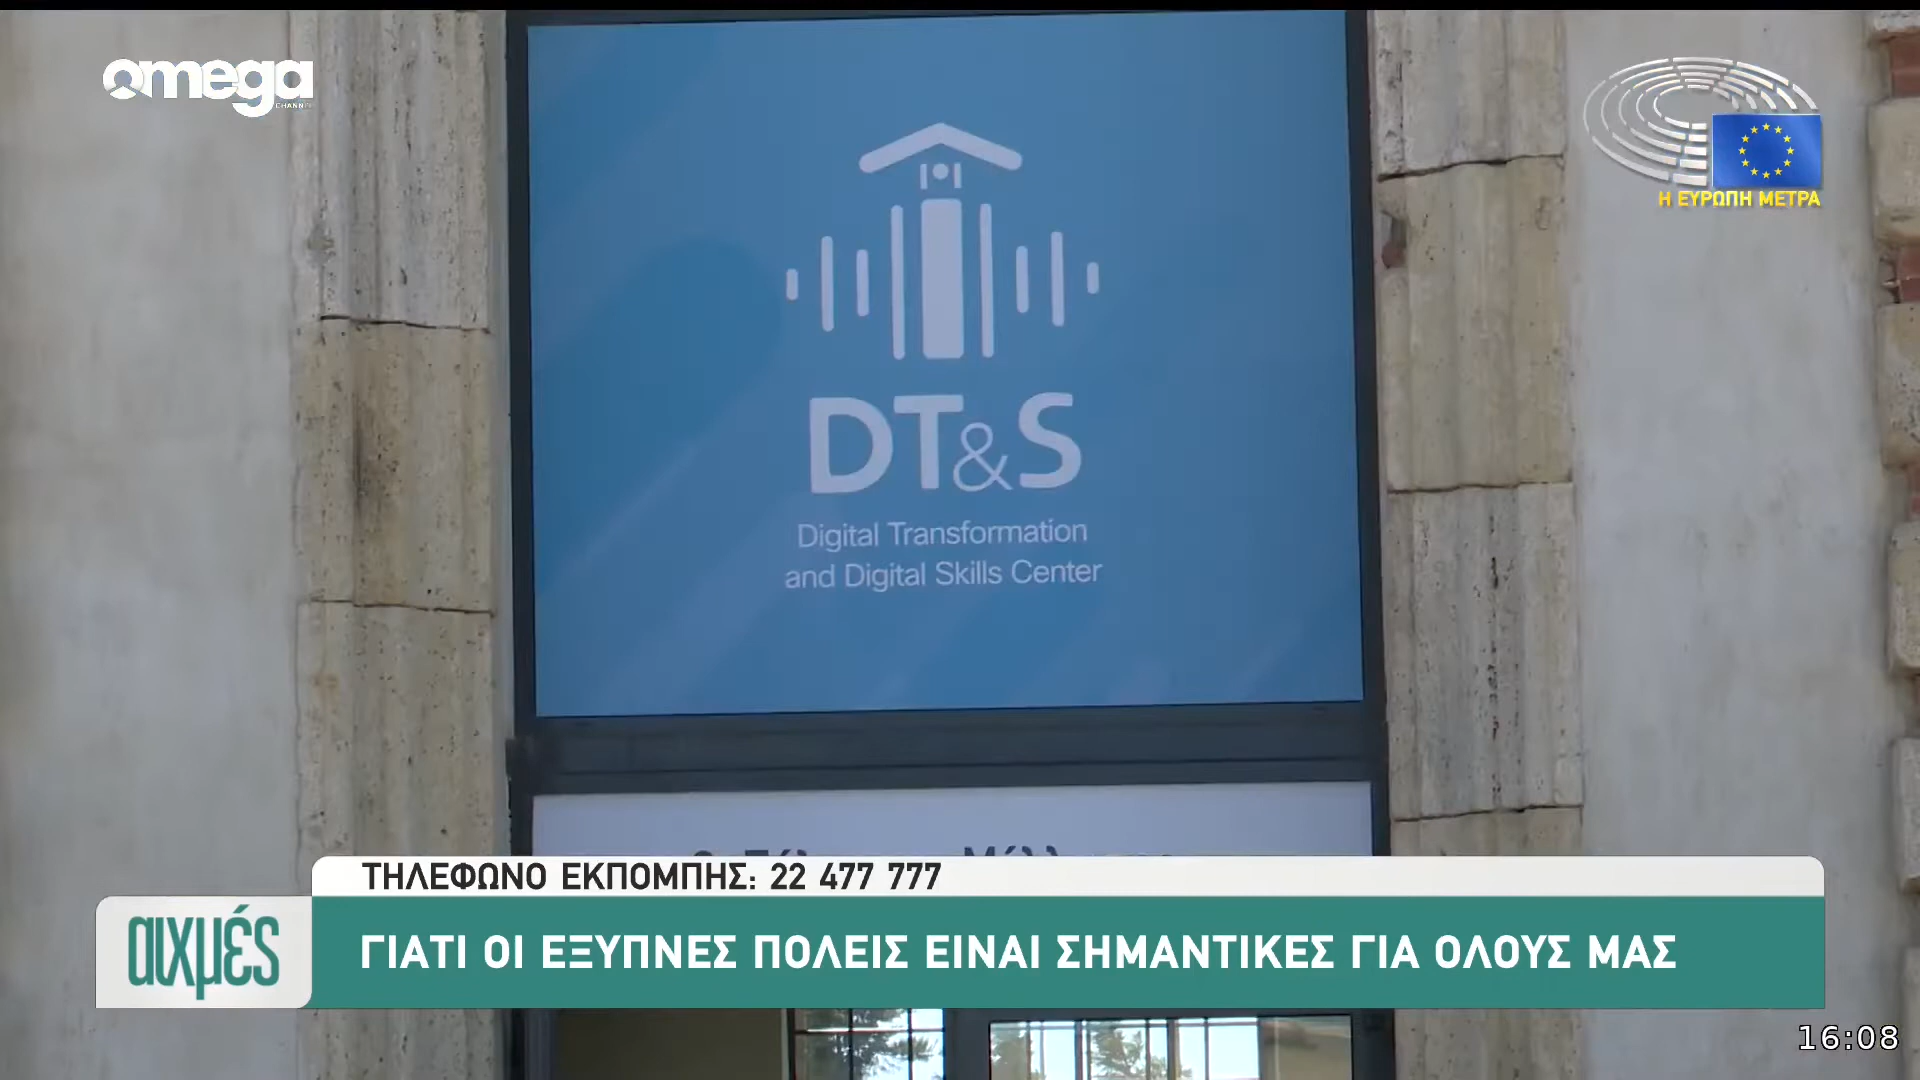 omega
CHANNEL
Η ΕΥΡΩΠΗ ΜΕΤΡΑ
DT&S
Digital Transformation
and Digital Skills Center
ΤΗΛΕΦΩΝΟ ΕΚΠΟΜΠΗΣ: 22 477 777
αιχμές
ΓΙΑΤΙ ΟΙ ΕΞΥΠΝΕΣ ΠΟΛΕΙΣ ΕΙΝΑΙ ΣΗΜΑΝΤΙΚΕΣ ΓΙΑ ΟΛΟΥΣ ΜΑΣ
16:08